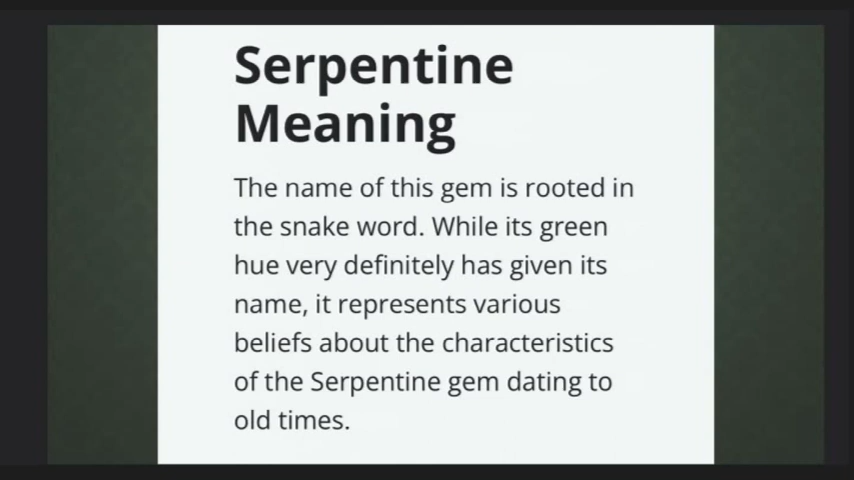 Serpentine
Meaning
The name of this gem is rooted in
the snake word. While its green
hue very definitely has given its
name, it represents various
beliefs about the characteristics
of the Serpentine gem dating to
old times.